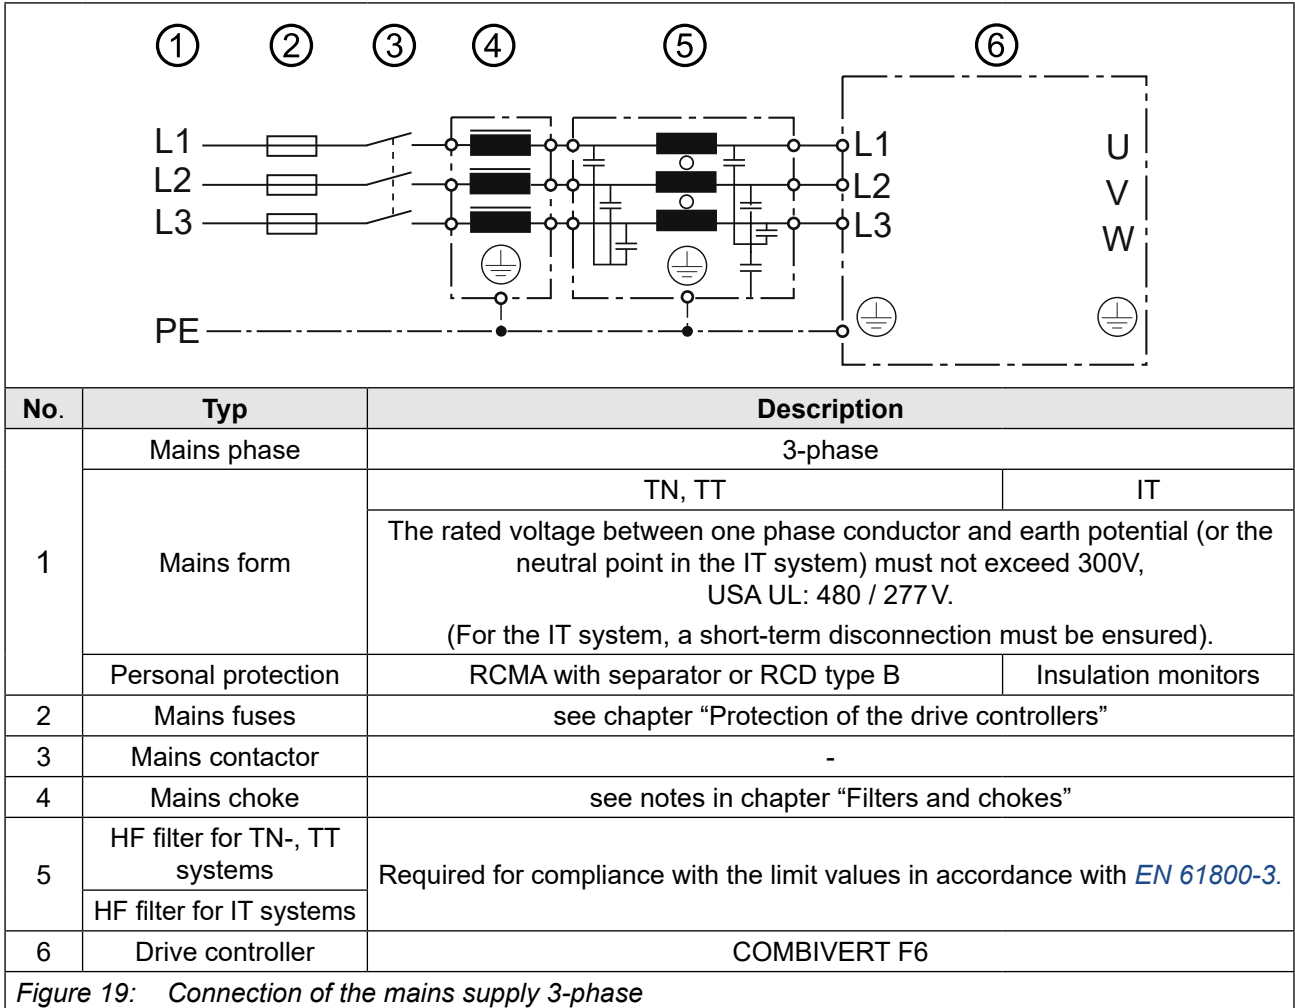 1 2 3 4 5 6
L1 L1 U
L2 L2 V
L3 L3 W
PE
No. Typ Description
1 Mains phase 3-phase
Mains form TN, TT IT
The rated voltage between one phase conductor and earth potential (or the
neutral point in the IT system) must not exceed 300V,
USA UL: 480 / 277 V.
(For the IT system, a short-term disconnection must be ensured).
Personal protection RCMA with separator or RCD type B Insulation monitors
2 Mains fuses see chapter “Protection of the drive controllers”
3 Mains contactor -
4 Mains choke see notes in chapter “Filters and chokes”
5 HF filter for TN-, TT
systems
HF filter for IT systems
Required for compliance with the limit values in accordance with EN 61800-3.
6 Drive controller COMBIVERT F6
Figure 19: Connection of the mains supply 3-phase